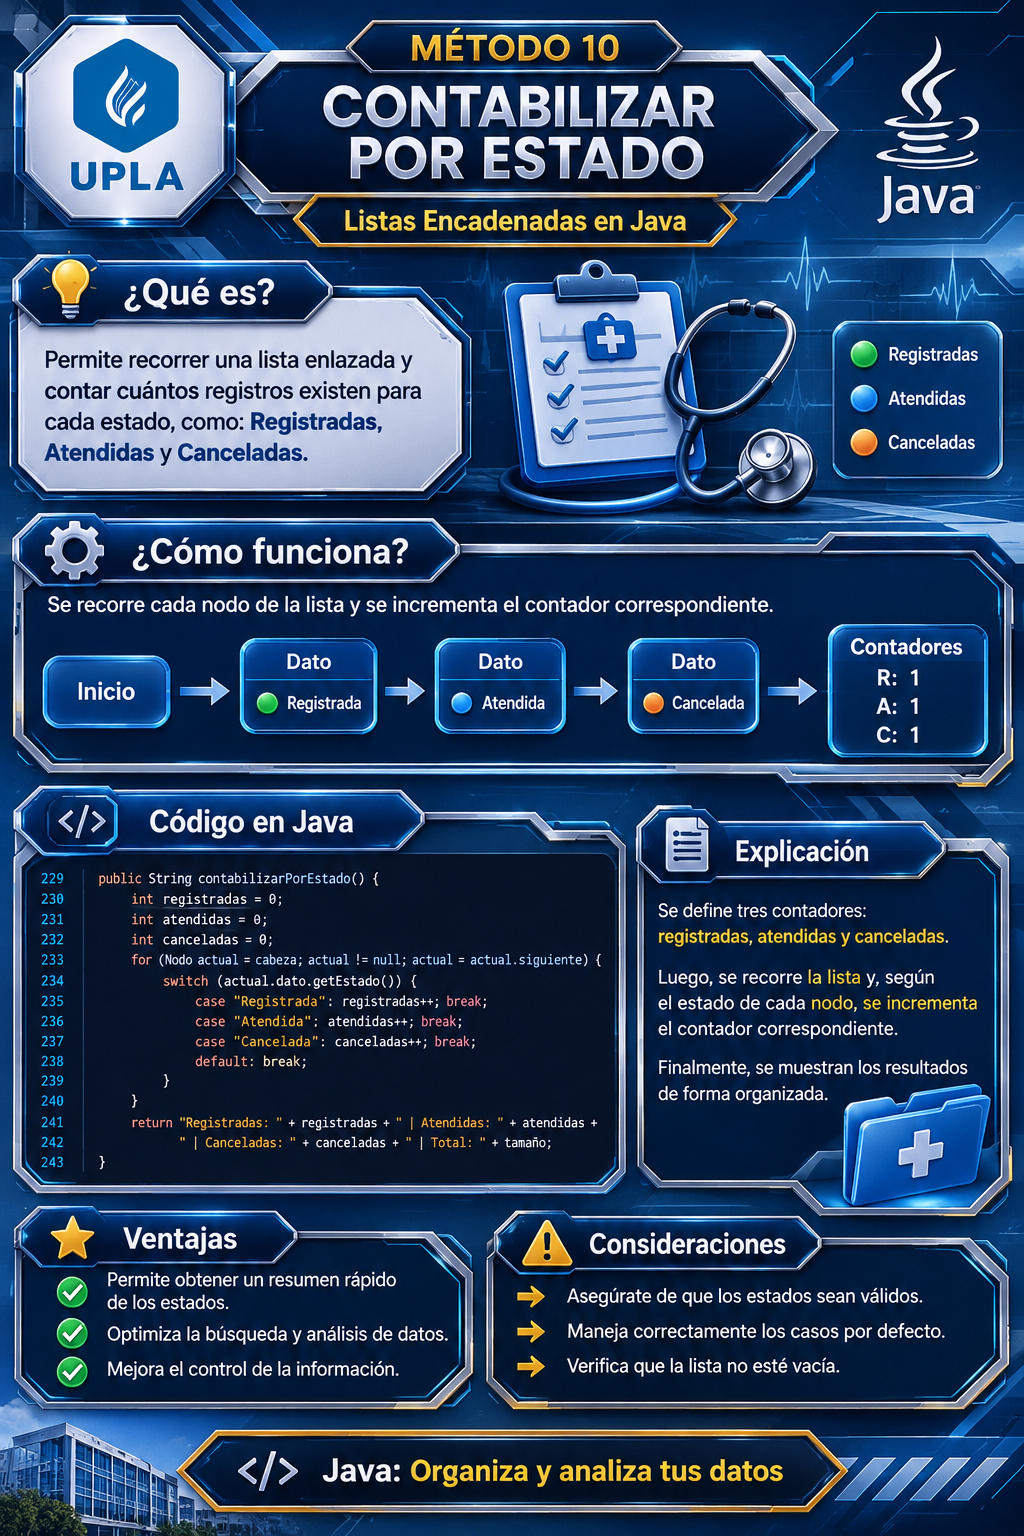 UPLA
MÉTODO 10
CONTABILIZAR
POR ESTADO
Listas Encadenadas en Java
Java
¿Qué es?
Permite recorrer una lista enlazada y
contar cuántos registros existen para
cada estado, como: Registradas,
Atendidas y Canceladas.
Registradas
Atendidas
Canceladas
¿Cómo funciona?
Se recorre cada nodo de la lista y se incrementa el contador correspondiente.
Inicio
Dato
Registrada
Dato
Atendida
Dato
Cancelada
Contadores
R: 1
A: 1
C: 1
</> Código en Java
229 public String contabilizarPorEstado() {
230 int registradas = 0;
231 int atendidas = 0;
232 int canceladas = 0;
233 for (Nodo actual = cabeza; actual != null; actual = actual.siguiente) {
234 switch (actual.dato.getEstado()) {
235 case "Registrada": registradas++; break;
236 case "Atendida": atendidas++; break;
237 case "Cancelada": canceladas++; break;
238 default: break;
239 }
240 }
241 return "Registradas: " + registradas + " | Atendidas: " + atendidas +
242 " | Canceladas: " + canceladas + " | Total: " + tamaño;
243 }
Explicación
Se define tres contadores:
registradas, atendidas y canceladas.
Luego, se recorre la lista y, según
el estado de cada nodo, se incrementa
el contador correspondiente.
Finalmente, se muestran los resultados
de forma organizada.
Ventajas
Permite obtener un resumen rápido
de los estados.
Optimiza la búsqueda y análisis de datos.
Mejora el control de la información.
Consideraciones
Asegúrate de que los estados sean válidos.
Maneja correctamente los casos por defecto.
Verifica que la lista no esté vacía.
</> Java: Organiza y analiza tus datos